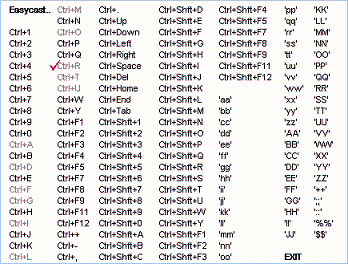 Easycast.. Ctrl+M Ctrl+. Ctrl+Shft+D Ctrl+Shft+F4 'pp' 'KK'
Ctrl+N Ctrl+Up Ctrl+Shft+E Ctrl+Shft+F5 'qq' 'LL'
Ctrl+1 Ctrl+O Ctrl+Down Ctrl+Shft+F Ctrl+Shft+F7 'rr' 'MM'
Ctrl+2 Ctrl+P Ctrl+Left Ctrl+Shft+G Ctrl+Shft+F8 'ss' 'NN'
Ctrl+3 Ctrl+Q Ctrl+Right Ctrl+Shft+H Ctrl+Shft+F9 'tt' 'OO'
Ctrl+4 Ctrl+R Ctrl+Space Ctrl+Shft+I Ctrl+Shft+F11 'uu' 'PP'
Ctrl+5 Ctrl+T Ctrl+Del Ctrl+Shft+J Ctrl+Shft+F12 'vv' 'QQ'
Ctrl+6 Ctrl+U Ctrl+Home Ctrl+Shft+K 'ww' 'RR'
Ctrl+7 Ctrl+W Ctrl+End Ctrl+Shft+L 'aa' 'xx' 'SS'
Ctrl+8 Ctrl+Y Ctrl+Tab Ctrl+Shft+M 'bb' 'yy' 'TT'
Ctrl+9 Ctrl+F1 Ctrl+Shft+1 Ctrl+Shft+N 'cc' 'zz' 'UU'
Ctrl+0 Ctrl+F2 Ctrl+Shft+2 Ctrl+Shft+O 'dd' 'AA' 'VV'
Ctrl+A Ctrl+F3 Ctrl+Shft+3 Ctrl+Shft+P 'ee' 'BB' 'WW'
Ctrl+B Ctrl+F4 Ctrl+Shft+4 Ctrl+Shft+Q 'ff' 'CC' 'XX'
Ctrl+D Ctrl+F5 Ctrl+Shft+5 Ctrl+Shft+R 'gg' 'DD' 'YY'
Ctrl+E Ctrl+F7 Ctrl+Shft+6 Ctrl+Shft+S 'hh' 'EE' 'ZZ'
Ctrl+F Ctrl+F8 Ctrl+Shft+7 Ctrl+Shft+T 'ii' 'FF' '++'
Ctrl+G Ctrl+F9 Ctrl+Shft+8 Ctrl+Shft+U 'jj' 'GG'
Ctrl+H Ctrl+F11 Ctrl+Shft+9 Ctrl+Shft+W 'kk' 'HH'
Ctrl+I Ctrl+F12 Ctrl+Shft+0 Ctrl+Shft+Y 'll' 'II' '%%'
Ctrl+J Ctrl++ Ctrl+Shft+A Ctrl+Shft+F1 'mm' 'JJ' '$$'
Ctrl+K Ctrl+- Ctrl+Shft+B Ctrl+Shft+F2 'nn'
Ctrl+L Ctrl+, Ctrl+Shft+C Ctrl+Shft+F3 'oo' EXIT